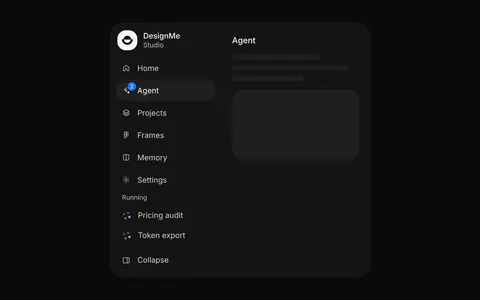 DesignMe
Studio
Agent
Home
2
Agent
Projects
Frames
Memory
Settings
Running
Pricing audit
Token export
Collapse